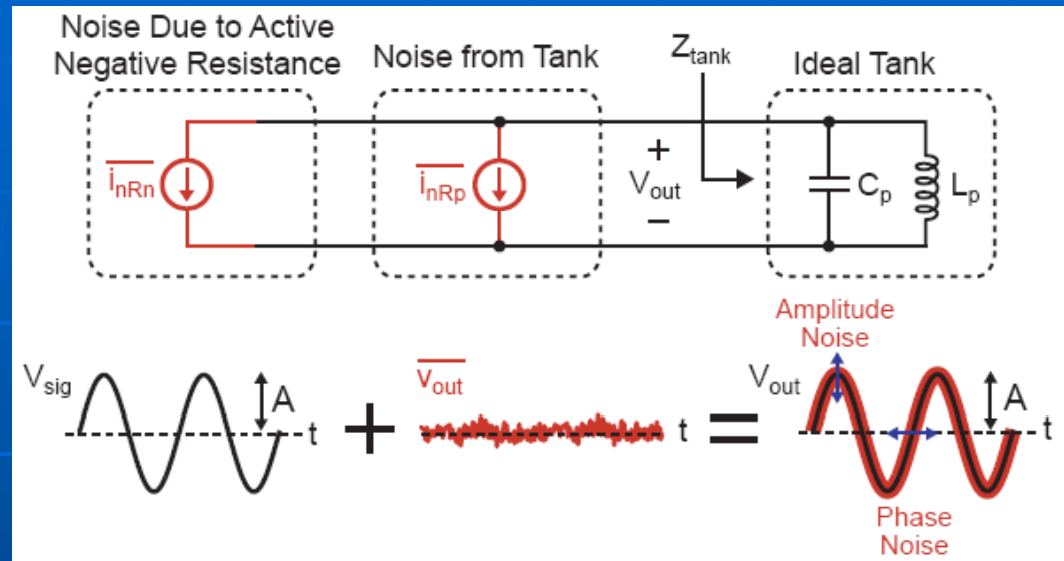 Noise Due to Active
Negative Resistance
Noise from Tank
Z_tank
Ideal Tank
i_nRn
i_nRp
+
V_out
−
C_p
L_p
Amplitude
Noise
V_sig
A
t
+
v_out
t
=
V_out
A
t
Phase
Noise